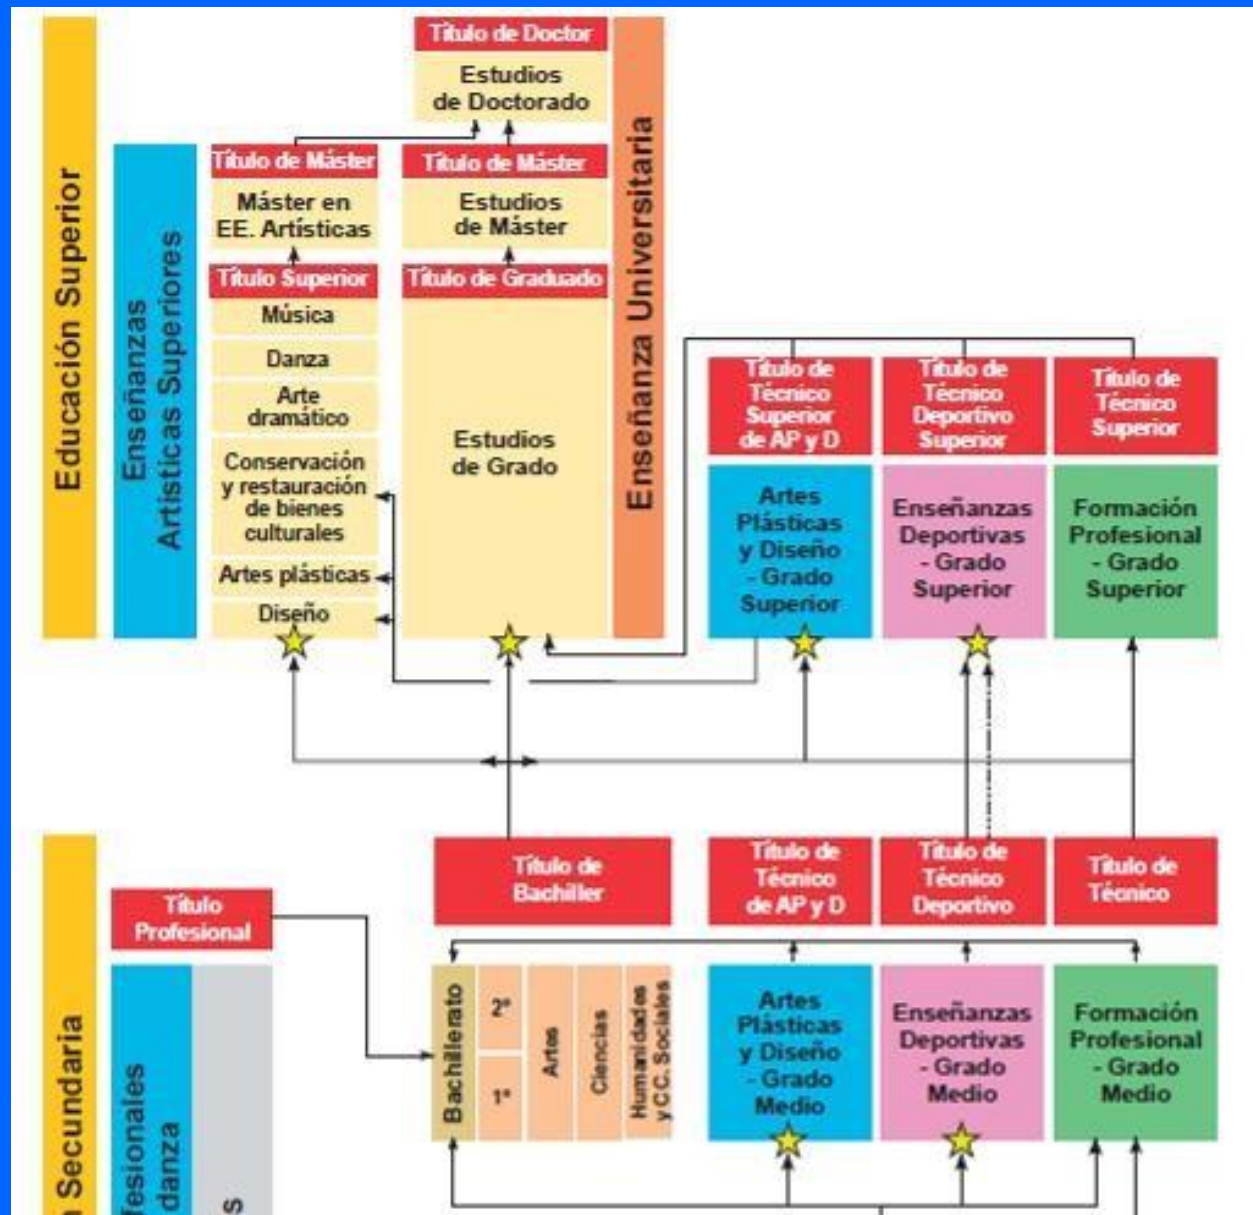 Educación Superior
Enseñanzas
Artísticas Superiores
Título de Doctor
Estudios
de Doctorado
Enseñanza Universitaria
Título de Máster
Máster en
EE. Artísticas
Título de Máster
Estudios
de Máster
Título Superior
Música
Danza
Arte
dramático
Conservación
y restauración
de bienes
culturales
Artes plásticas
Diseño
Título de Graduado
Estudios
de Grado
Título de
Técnico
Superior
de AP y D
Título de
Técnico
Deportivo
Superior
Título de
Técnico
Superior
Artes
Plásticas
y Diseño
- Grado
Superior
Enseñanzas
Deportivas
- Grado
Superior
Formación
Profesional
- Grado
Superior
Título de
Bachiller
Título de
Técnico
de AP y D
Título de
Técnico
Deportivo
Título de
Técnico
Título
Profesional
Secundaria
fesionales
danza
Bachillerato
2º
1º
Artes
Ciencias
Humanidades
y CC. Sociales
Artes
Plásticas
y Diseño
- Grado
Medio
Enseñanzas
Deportivas
- Grado
Medio
Formación
Profesional
- Grado
Medio